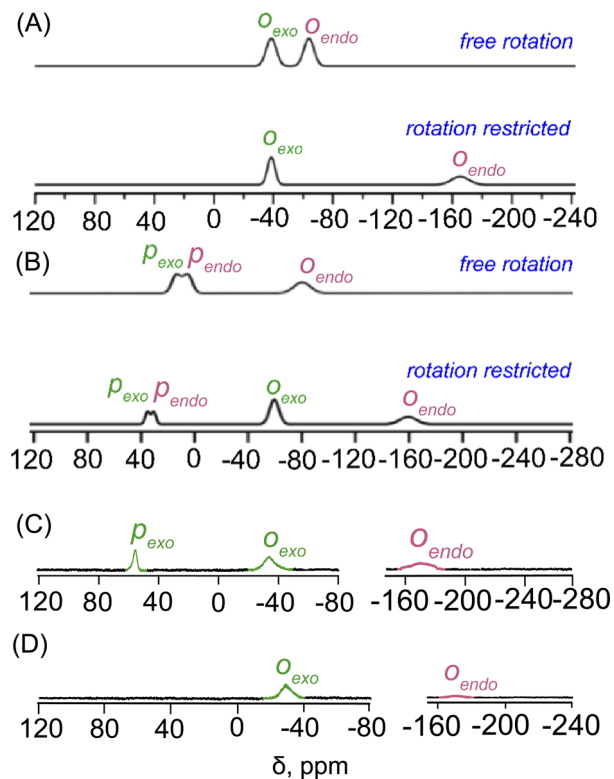 (A)
o_exo o_endo free rotation
120
rotation restricted
o_exo
o_endo
120 80 40 0 -40 -80 -120 -160 -200 -240
(B)
p_exo p_endo o_endo free rotation
rotation restricted
p_exo p_endo o_exo o_endo
120 80 40 0 -40 -80 -120 -160 -200 -240 -280
(C)
p_exo o_exo o_endo
120 80 40 0 -40 -80 -160 -200 -240 -280
(D)
o_exo o_endo
120 80 40 0 -40 -80 -160 -200 -240
δ, ppm